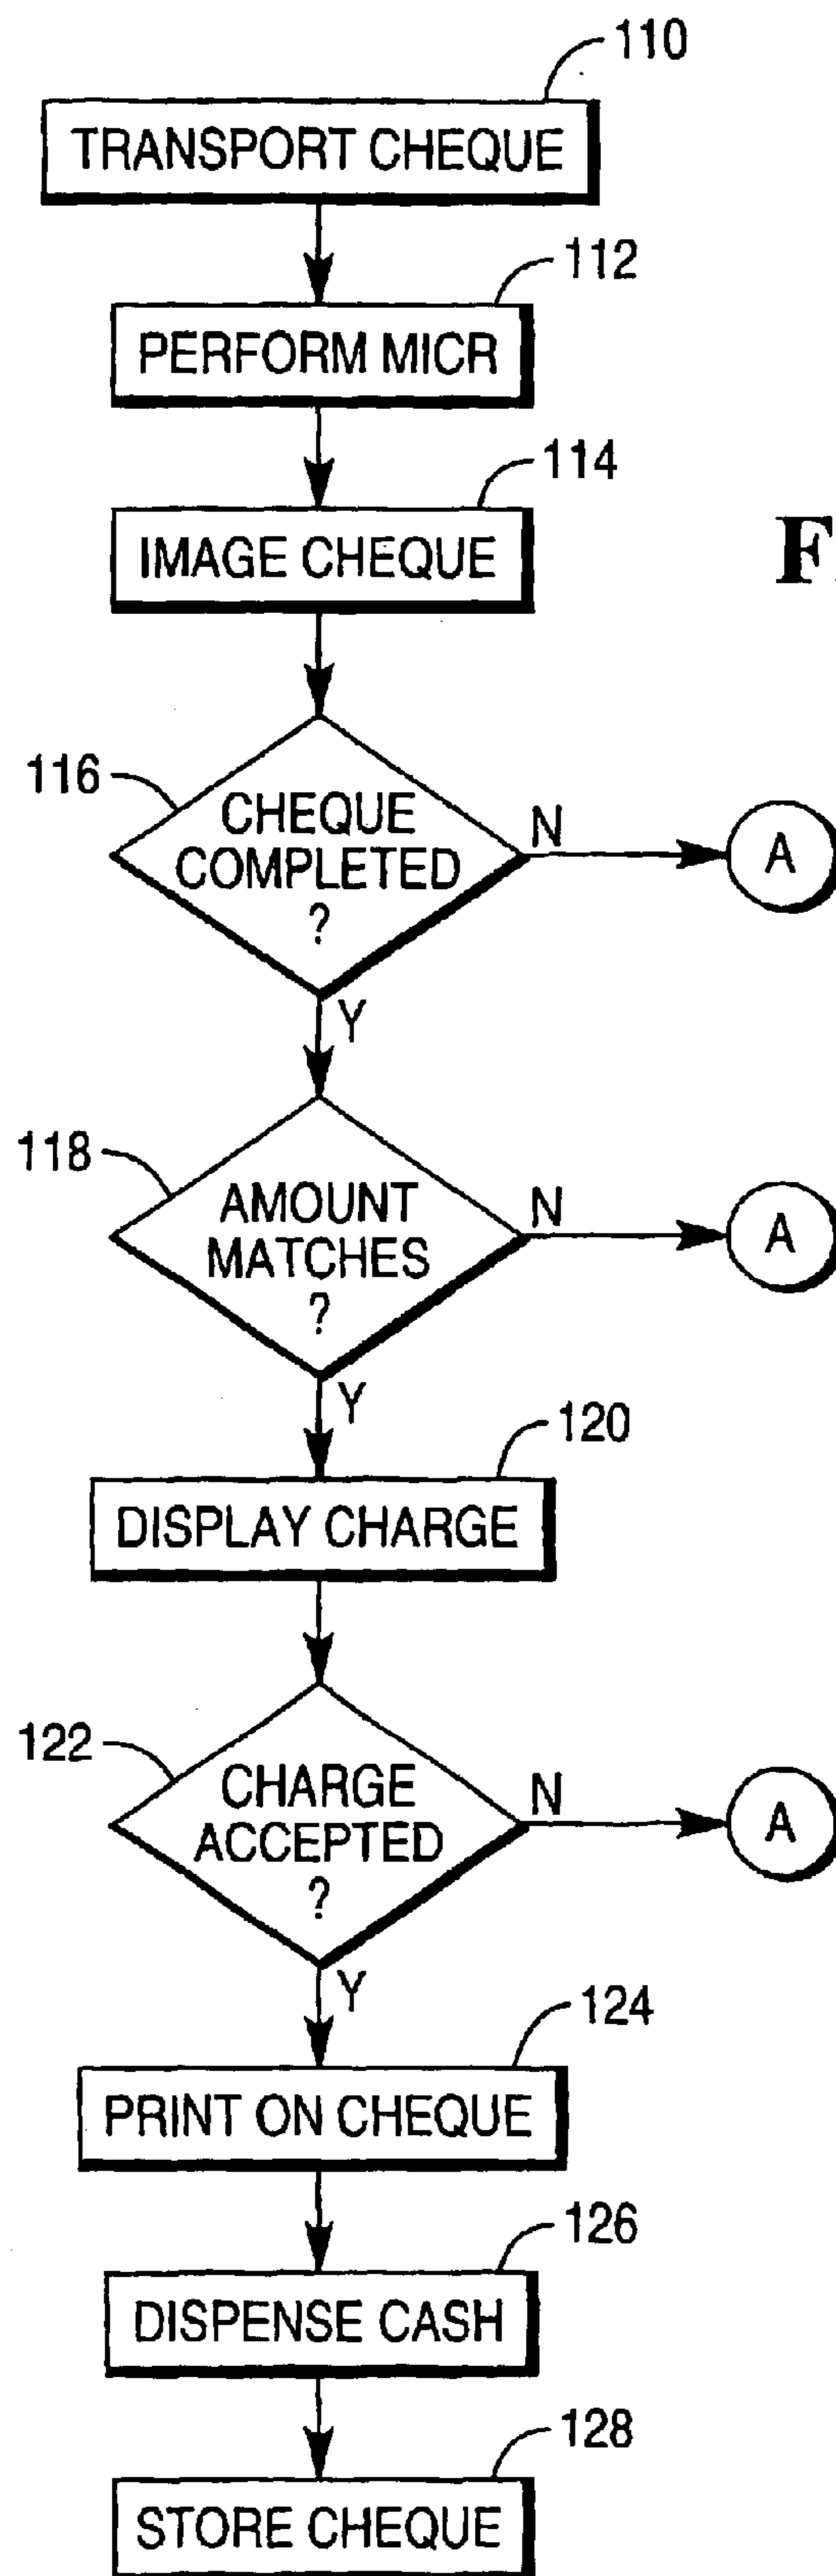 110
TRANSPORT CHEQUE
112
PERFORM MICR
114
IMAGE CHEQUE
F
116
CHEQUE
COMPLETED
?
N
A
Y
118
AMOUNT
MATCHES
?
N
A
Y
120
DISPLAY CHARGE
122
CHARGE
ACCEPTED
?
N
A
Y
124
PRINT ON CHEQUE
126
DISPENSE CASH
128
STORE CHEQUE